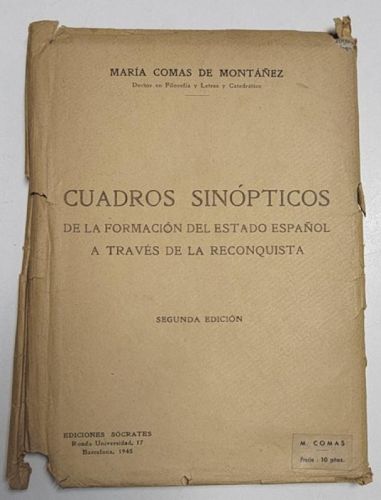 MARÍA COMAS DE MONTÁÑEZ
Doctor en Filosofía y Letras y Catedrático
CUADROS SINÓPTICOS
DE LA FORMACIÓN DEL ESTADO ESPAÑOL
A TRAVÉS DE LA RECONQUISTA
SEGUNDA EDICIÓN
EDICIONES SÓCRATES
Ronda Universidad, 17
Barcelona, 1945
M. COMAS
Precio: 10 ptas.